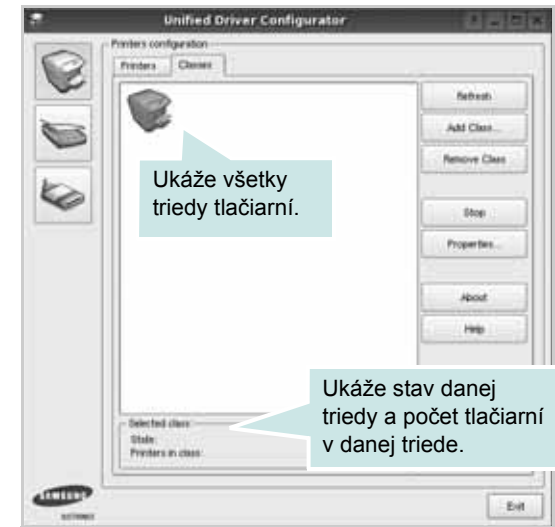 Unified Driver Configurator
Printers configuration
Printers Classes
Refresh
Add Class...
Remove Class
Stop
Properties...
About
Help
Ukáže všetky
triedy tlačiarní.
Ukáže stav danej
triedy a počet tlačiarní
v danej triede.
Selected class:
State:
Printers in class:
SAMSUNG
ELECTRONICS
Exit